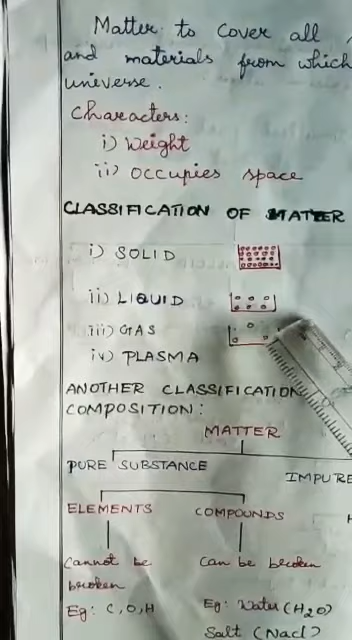 Matter to cover all
and materials from which
universe.
Characters:
i) Weight
ii) Occupies space
CLASSIFICATION OF MATTER
i) SOLID
ii) LIQUID
iii) GAS
iv) PLASMA
ANOTHER CLASSIFICATION
COMPOSITION:
MATTER
PURE SUBSTANCE
IMPURE
ELEMENTS COMPOUNDS
Cannot be can be broken
broken
Eg: C, O, H Eg: Water (H2O)
Salt (Nacl)